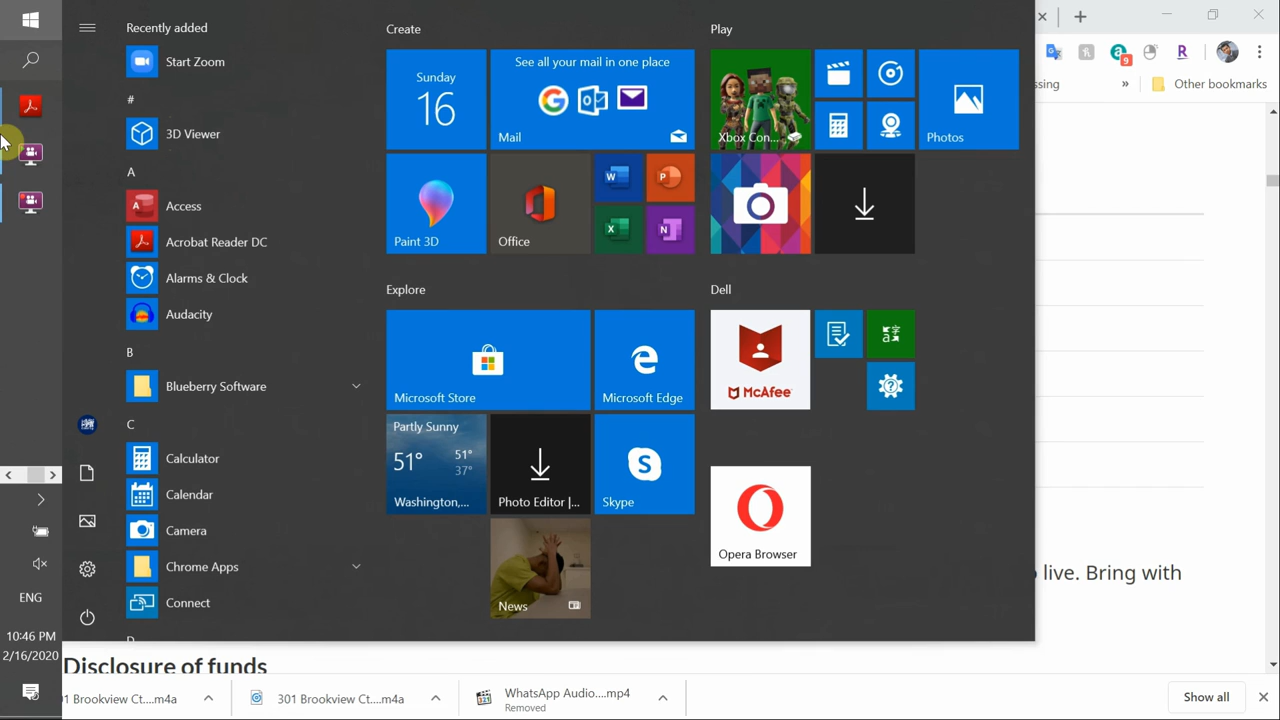 Recently added
Start Zoom
#
3D Viewer
A
Access
Acrobat Reader DC
Alarms & Clock
Audacity
B
Blueberry Software
C
Calculator
Calendar
Camera
Chrome Apps
Connect
Create
Sunday
16
See all your mail in one place
Mail
Paint 3D
Office
Play
Xbox Con...
Photos
Explore
Microsoft Store
Microsoft Edge
Partly Sunny
51°
51°
37°
Washington,...
Photo Editor |...
Skype
News
Dell
McAfee
Opera Browser
9
ssing
»
Other bookmarks
live. Bring with
Disclosure of funds
ENG
10:46 PM
2/16/2020
01 Brookview Ct....m4a
301 Brookview Ct....m4a
WhatsApp Audio....mp4
Removed
Show all